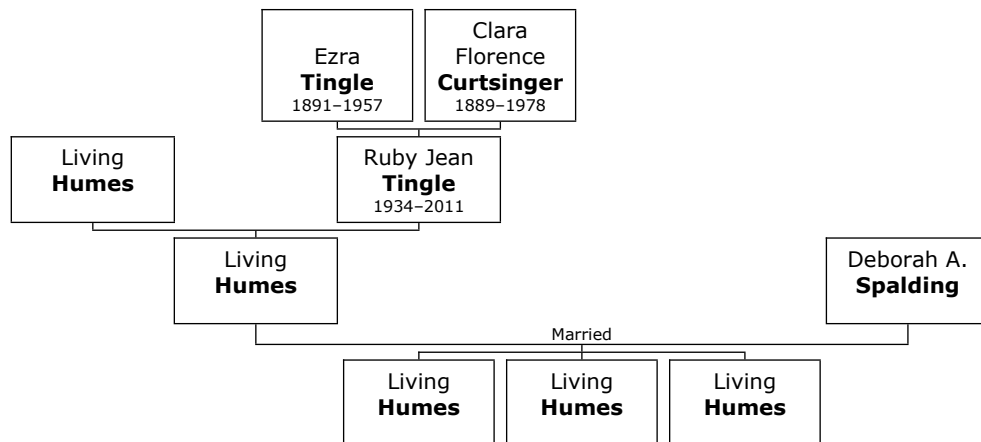 Ezra
Tingle
1891–1957
Clara
Florence
Curtsinger
1889–1978
Living
Humes
Ruby Jean
Tingle
1934–2011
Living
Humes
Deborah A.
Spalding
Married
Living
Humes
Living
Humes
Living
Humes